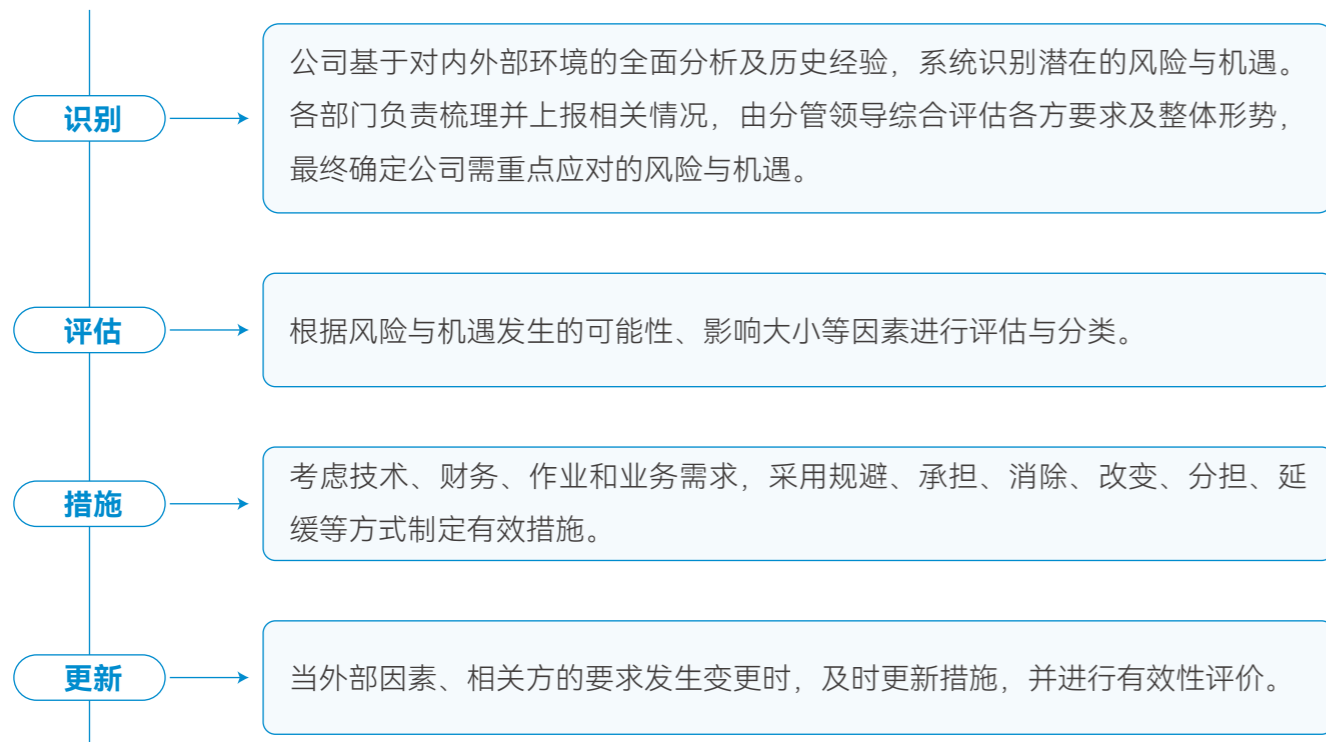 识别
公司基于对内外部环境的全面分析及历史经验，系统识别潜在的风险与机遇。
各部门负责梳理并上报相关情况，由分管领导综合评估各方要求及整体形势，
最终确定公司需重点应对的风险与机遇。
评估
根据风险与机遇发生的可能性、影响大小等因素进行评估与分类。
措施
考虑技术、财务、作业和业务需求，采用规避、承担、消除、改变、分担、延
缓等方式制定有效措施。
更新
当外部因素、相关方的要求发生变更时，及时更新措施，并进行有效性评价。